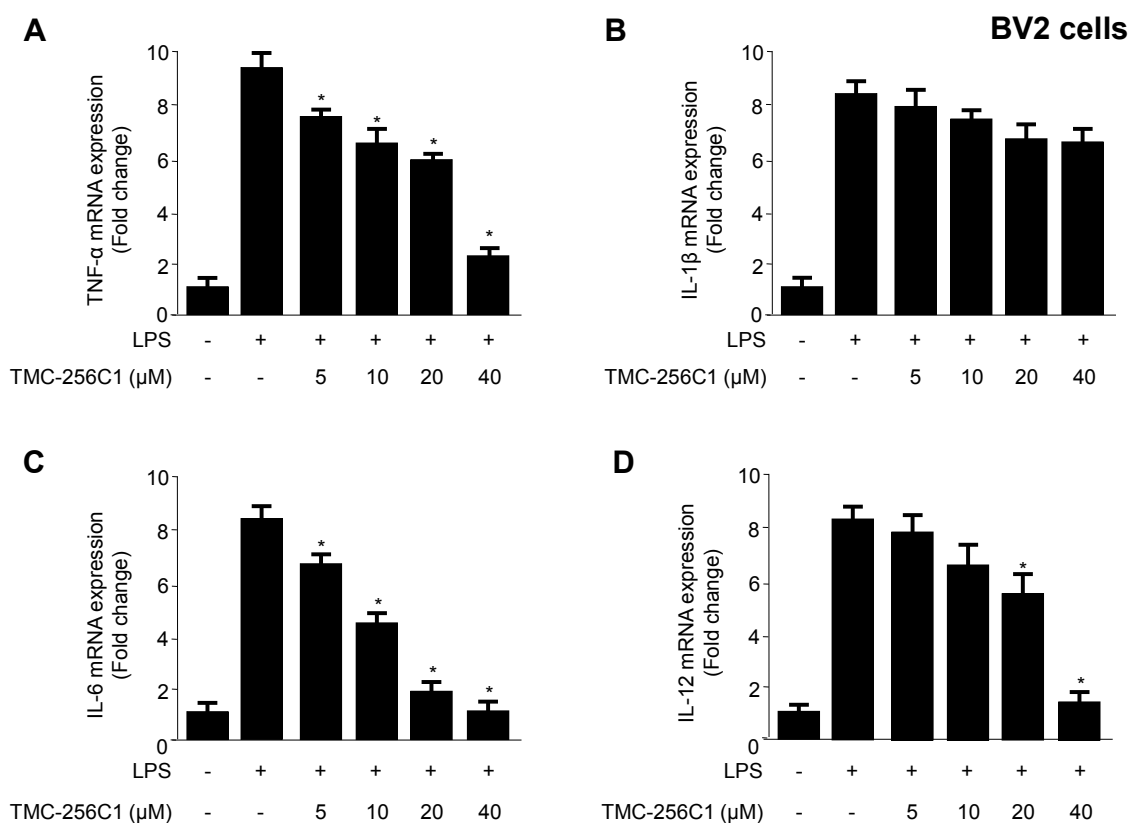 A
TNF-α mRNA expression
(Fold change)
10
8
6
4
2
0
* * * *
LPS - + + + + +
TMC-256C1 (µM) - - 5 10 20 40
B
BV2 cells
IL-1β mRNA expression
(Fold change)
10
8
6
4
2
0
LPS - + + + + +
TMC-256C1 (µM) - - 5 10 20 40
C
IL-6 mRNA expression
(Fold change)
10
8
6
4
2
0
* * * *
LPS - + + + + +
TMC-256C1 (µM) - - 5 10 20 40
D
IL-12 mRNA expression
(Fold change)
10
8
6
4
2
0
* *
LPS - + + + + +
TMC-256C1 (µM) - - 5 10 20 40